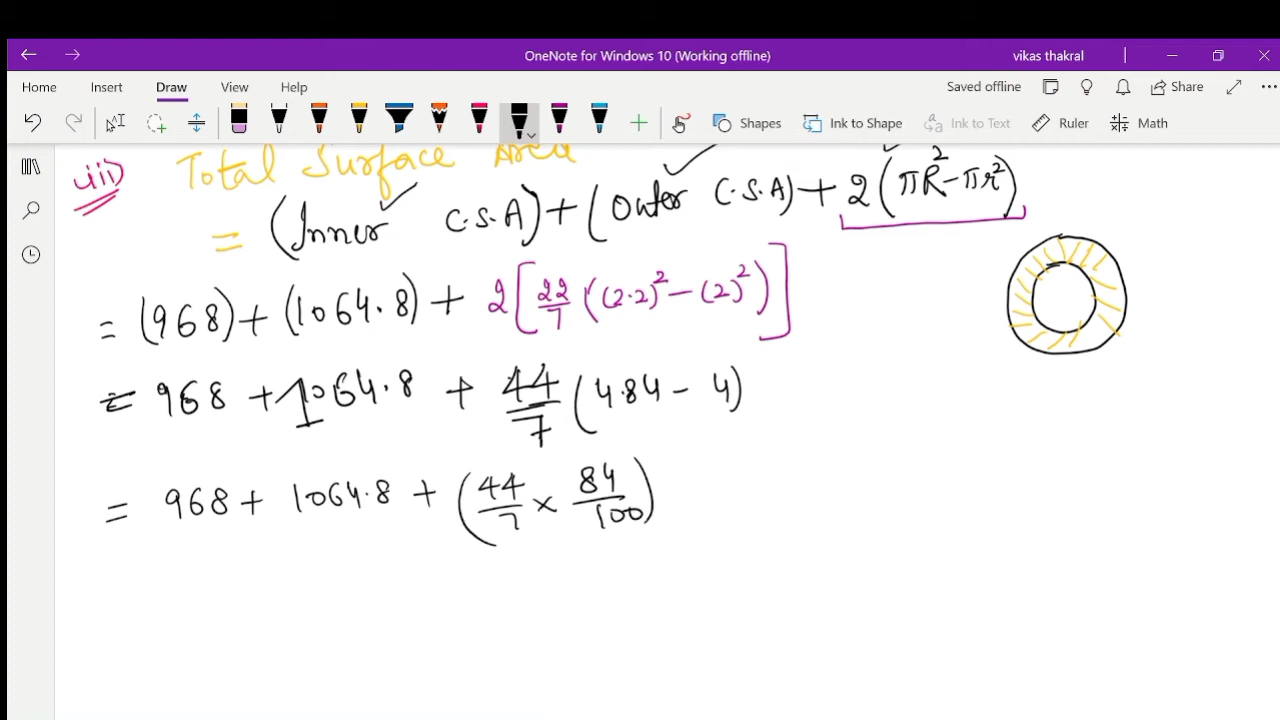 OneNote for Windows 10 (Working offline)
vikas thakral
Home Insert Draw View Help
Saved offline
Share
Shapes
Ink to Shape
Ink to Text
Ruler
Math
iii) Total Surface Area
= (Inner C.S.A) + (Outer C.S.A) + 2(πR²-πr²)
= (968) + (1064.8) + 2[22/7 ((2.2)² - (2)²)]
= 968 + 1064.8 + 44/7 (4.84 - 4)
= 968 + 1064.8 + (44/7 × 84/100)